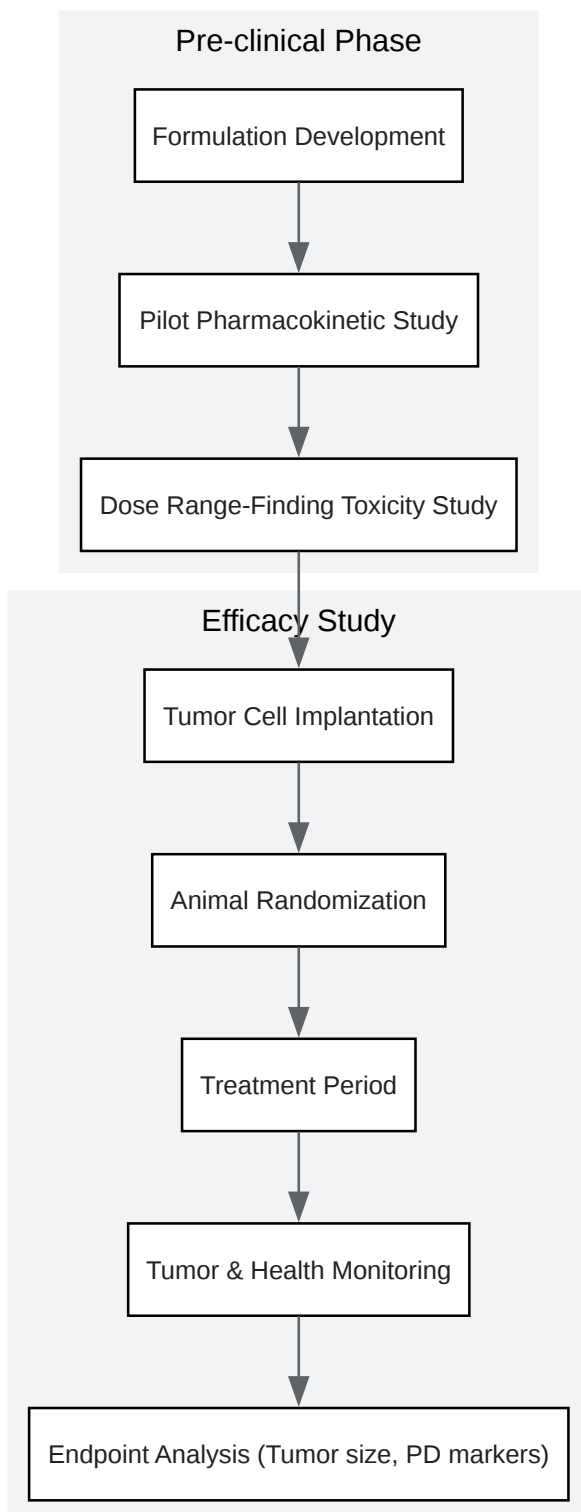 Pre-clinical Phase
Formulation Development
Pilot Pharmacokinetic Study
Dose Range-Finding Toxicity Study
Efficacy Study
Tumor Cell Implantation
Animal Randomization
Treatment Period
Tumor & Health Monitoring
Endpoint Analysis (Tumor size, PD markers)